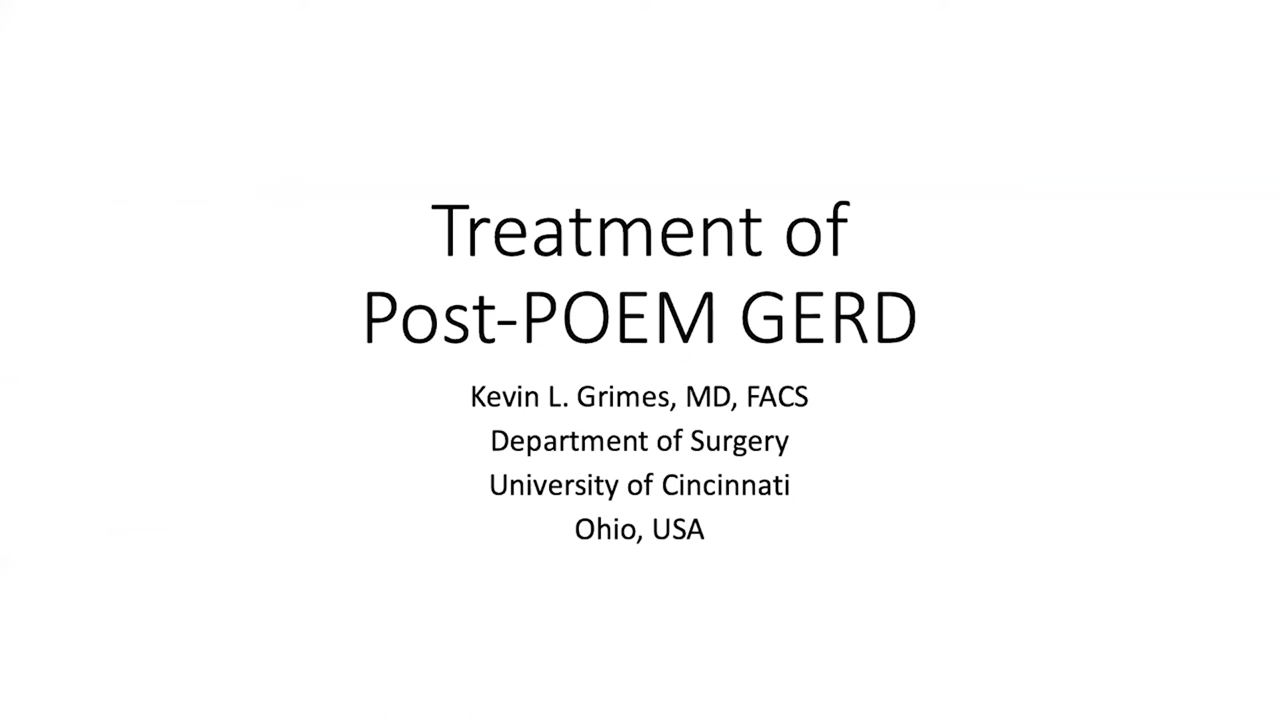 Treatment of
Post-POEM GERD
Kevin L. Grimes, MD, FACS
Department of Surgery
University of Cincinnati
Ohio, USA